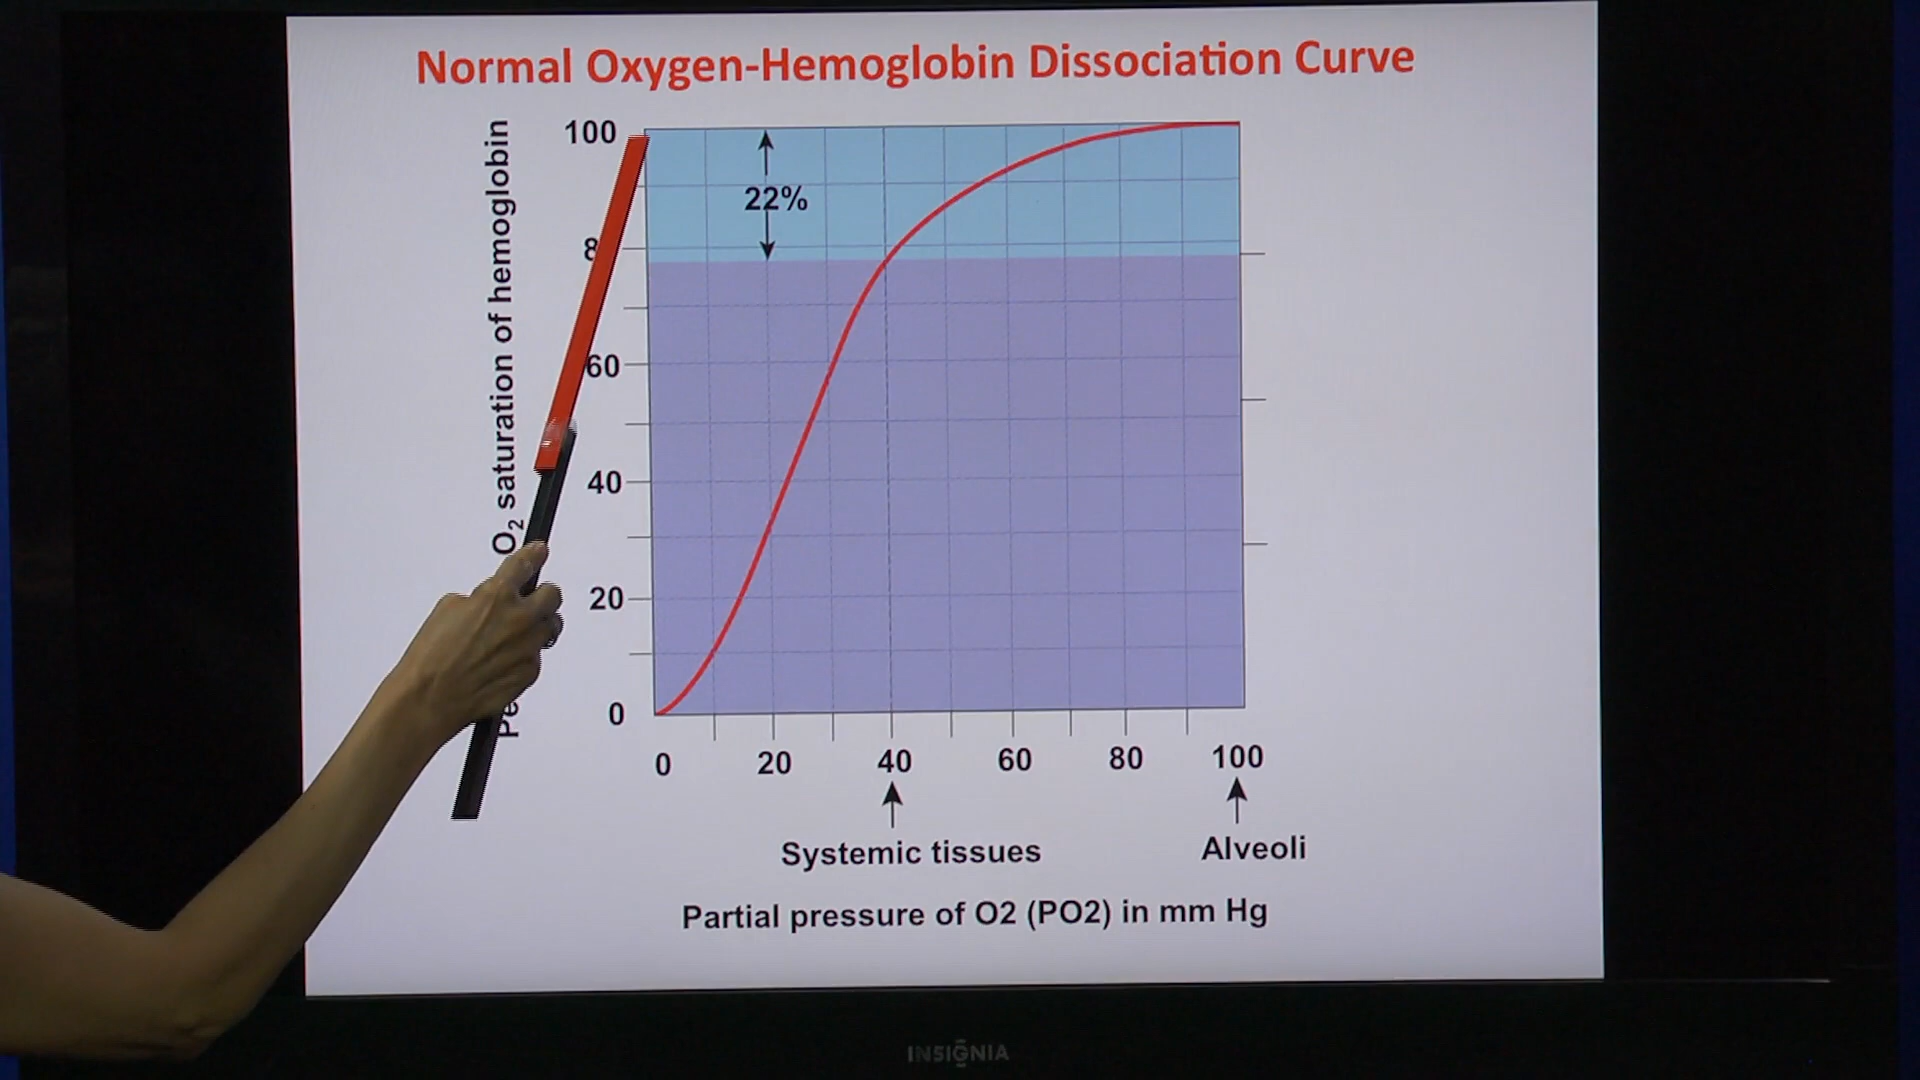 Normal Oxygen-Hemoglobin Dissociation Curve
O2 saturation of hemoglobin
100
22%
60
40
20
0
0 20 40 60 80 100
Systemic tissues
Alveoli
Partial pressure of O2 (PO2) in mm Hg
INSIGNIA